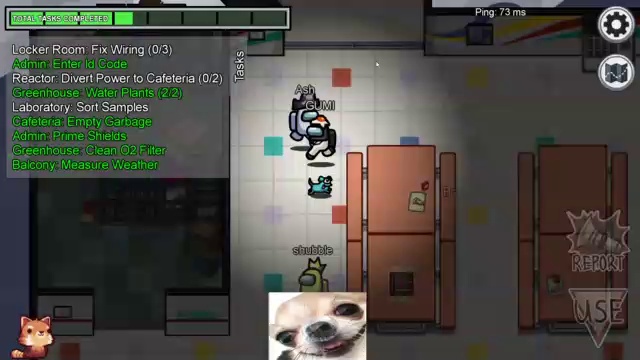 TOTAL TASKS COMPLETED
Ping: 73 ms
Locker Room: Fix Wiring (0/3)
Admin: Enter Id Code
Reactor: Divert Power to Cafeteria (0/2)
Greenhouse: Water Plants (2/2)
Laboratory: Sort Samples
Cafeteria: Empty Garbage
Admin: Prime Shields
Greenhouse: Clean O2 Filter
Balcony: Measure Weather
Tasks
Ash
GUMI
shubble
REPORT
USE